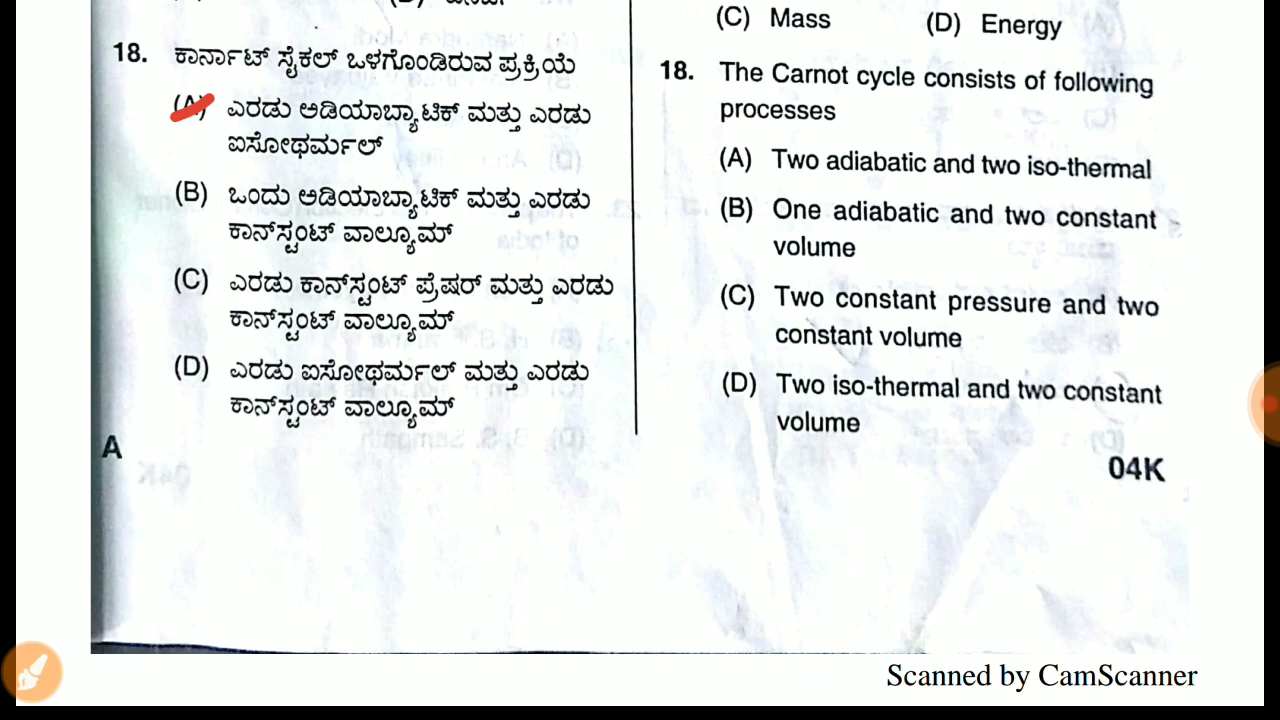 18. ಕಾರ್ನಾಟ್ ಸೈಕಲ್ ಒಳಗೊಂಡಿರುವ ಪ್ರಕ್ರಿಯೆ
(A) ಎರಡು ಅಡಿಯಾಬ್ಯಾಟಿಕ್ ಮತ್ತು ಎರಡು
ಐಸೋಥರ್ಮಲ್
(B) ಒಂದು ಅಡಿಯಾಬ್ಯಾಟಿಕ್ ಮತ್ತು ಎರಡು
ಕಾನ್‌ಸ್ಟಂಟ್ ವಾಲ್ಯೂಮ್
(C) ಎರಡು ಕಾನ್‌ಸ್ಟಂಟ್ ಪ್ರೆಷರ್ ಮತ್ತು ಎರಡು
ಕಾನ್‌ಸ್ಟಂಟ್ ವಾಲ್ಯೂಮ್
(D) ಎರಡು ಐಸೋಥರ್ಮಲ್ ಮತ್ತು ಎರಡು
ಕಾನ್‌ಸ್ಟಂಟ್ ವಾಲ್ಯೂಮ್
A
(C) Mass (D) Energy
18. The Carnot cycle consists of following
processes
(A) Two adiabatic and two iso-thermal
(B) One adiabatic and two constant
volume
(C) Two constant pressure and two
constant volume
(D) Two iso-thermal and two constant
volume
04K
Scanned by CamScanner